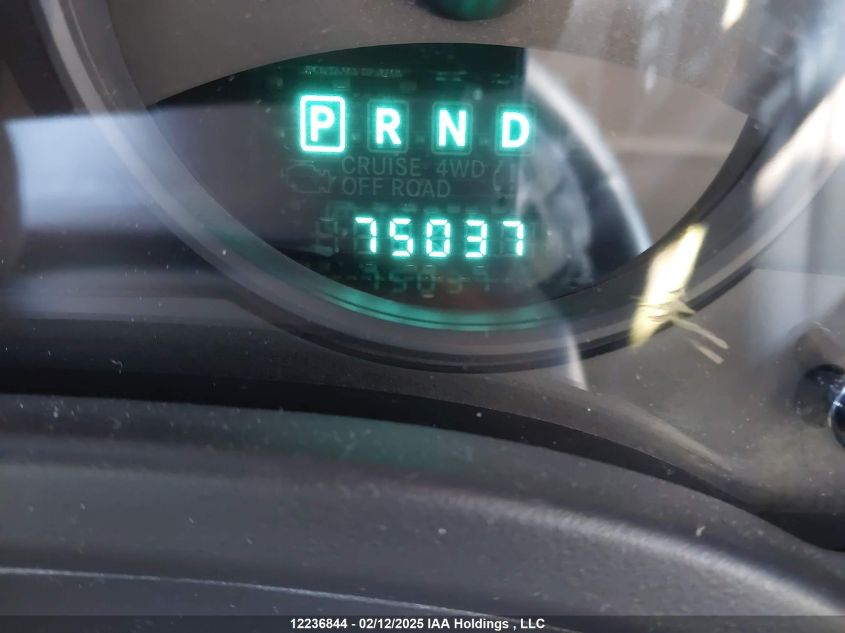 P R N D
CRUISE 4WD
OFF ROAD
75037
12236844 - 02/12/2025 IAA Holdings , LLC